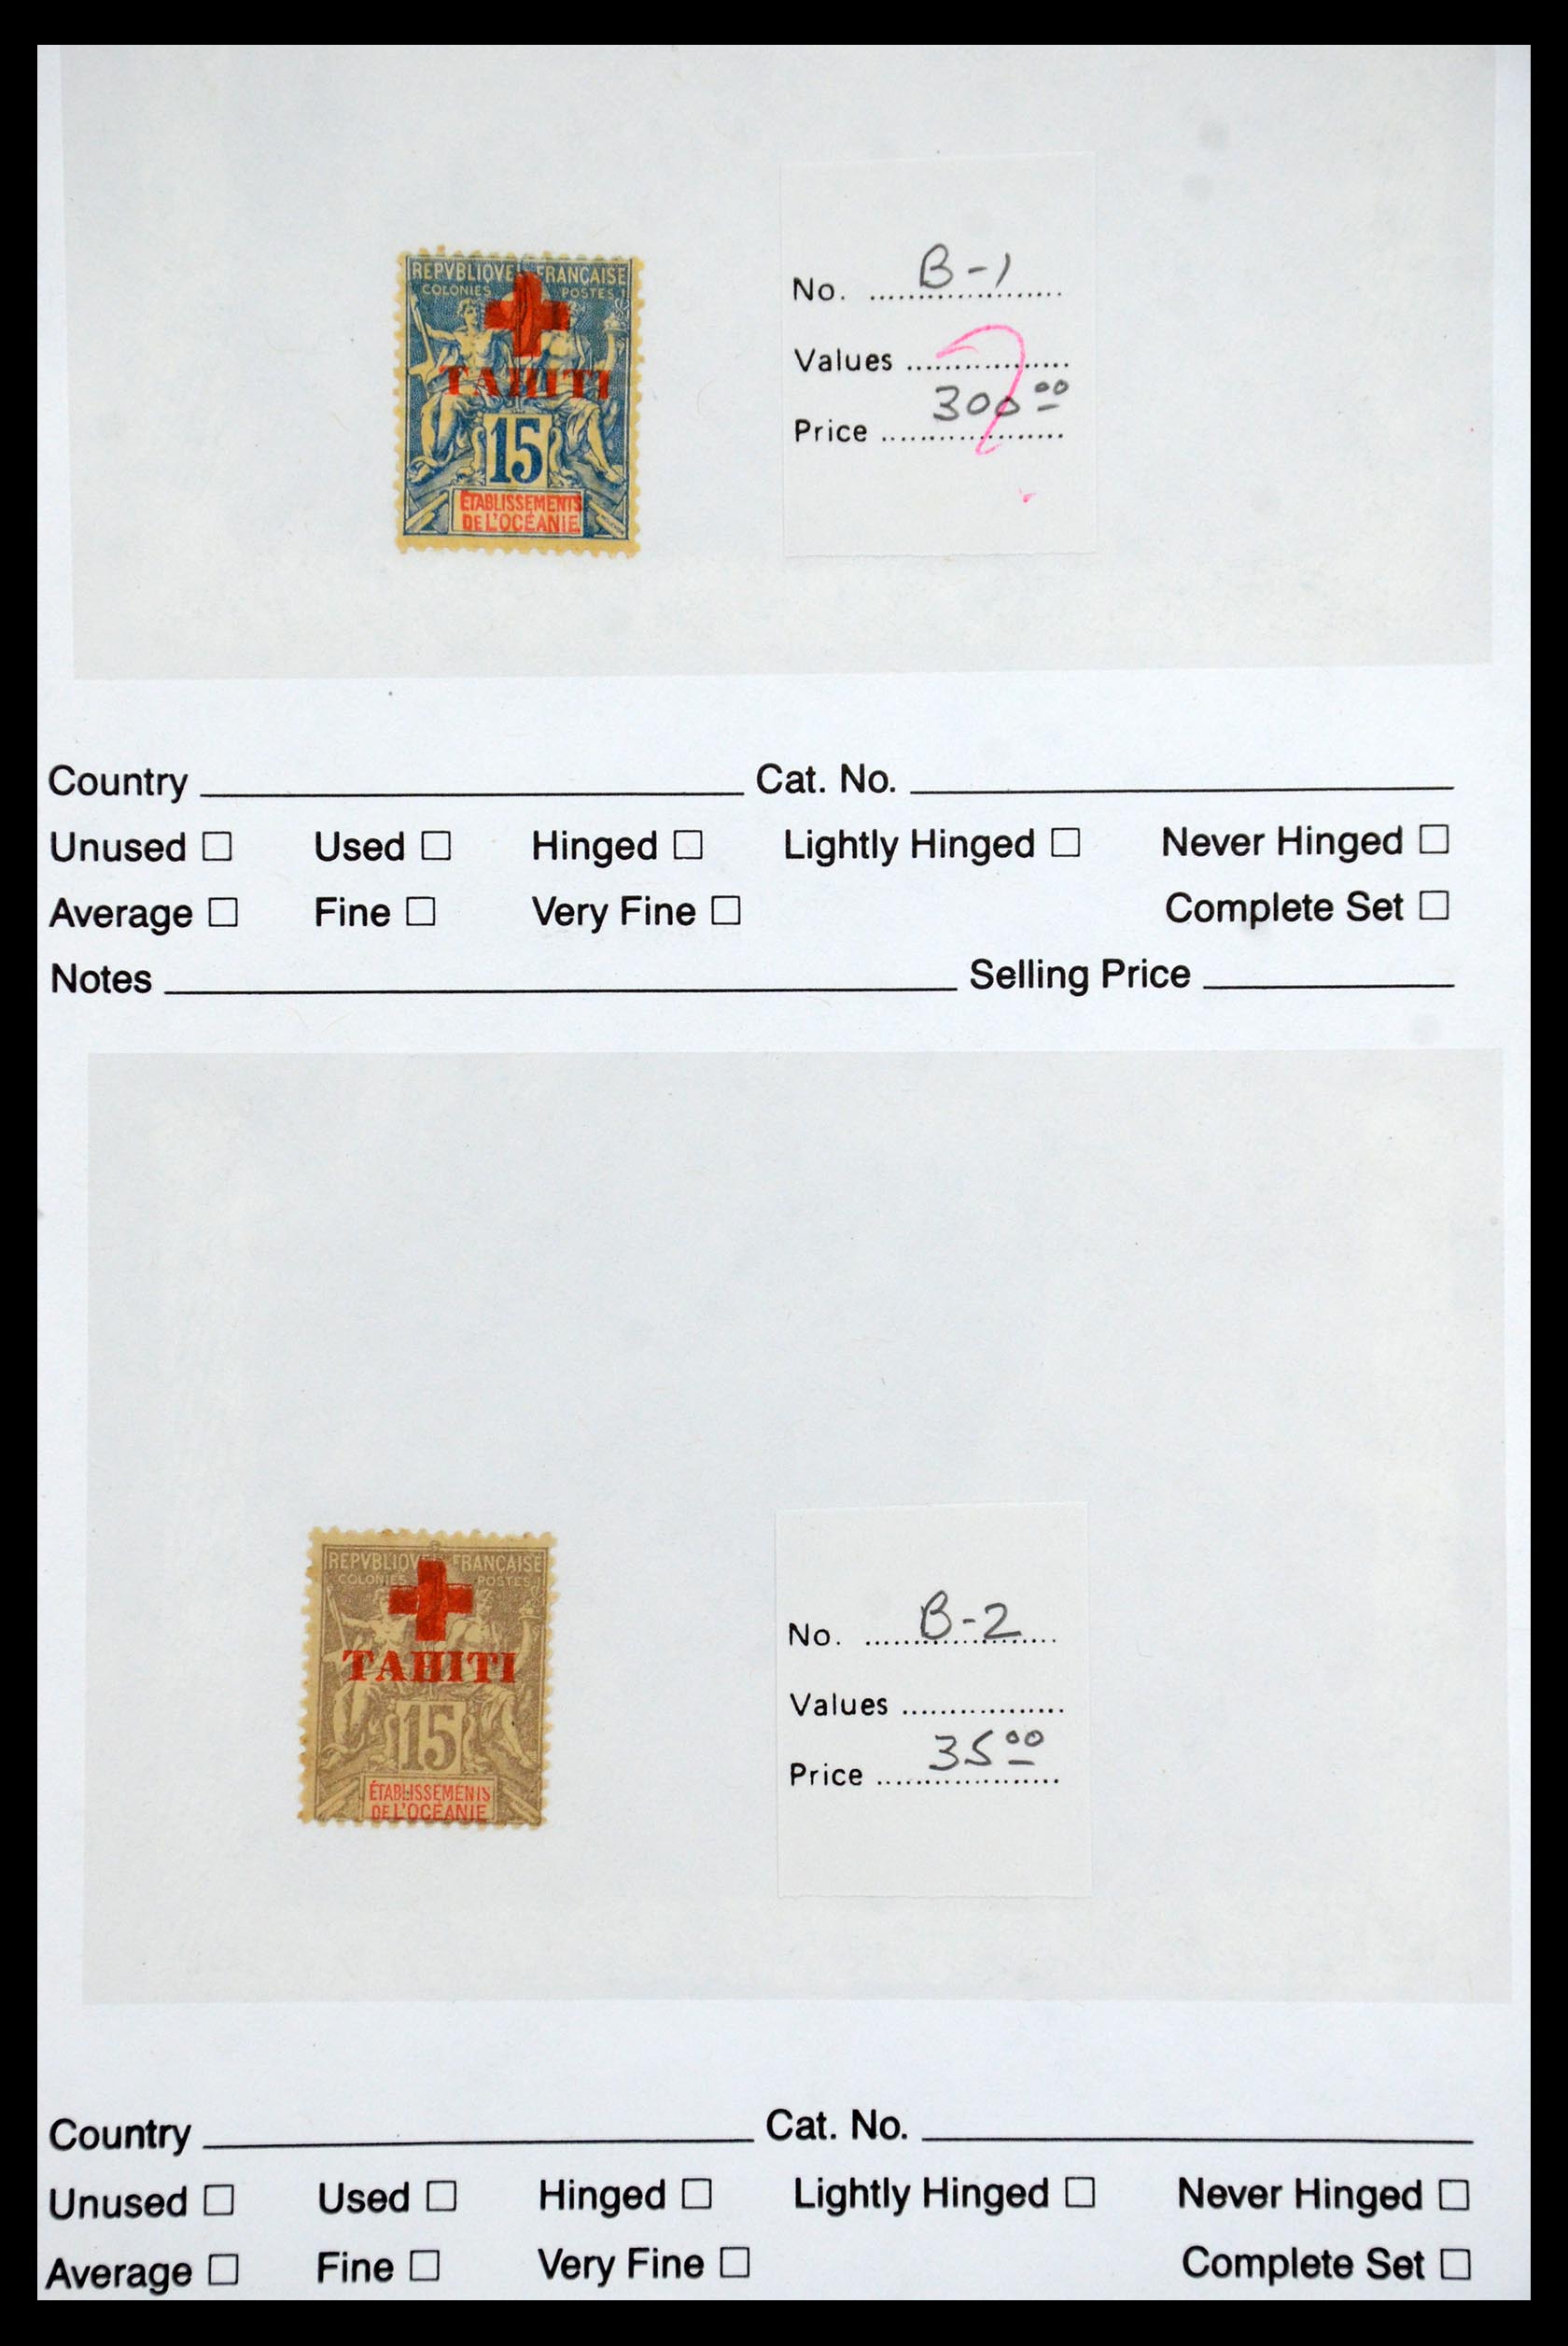 REPVBLIQVE FRANCAISE
COLONIES POSTES
TAHITI
15
ÉTABLISSEMENTS
DE L'OCÉANIE
No. B-1
Values ?
Price 300 00
Country Cat. No.
Unused Used Hinged Lightly Hinged Never Hinged
Average Fine Very Fine Complete Set
Notes Selling Price
REPVBLIQVE FRANCAISE
COLONIES POSTES
TAHITI
15
ÉTABLISSEMENTS
DE L'OCÉANIE
No. B-2
Values
Price 35 00
Country Cat. No.
Unused Used Hinged Lightly Hinged Never Hinged
Average Fine Very Fine Complete Set